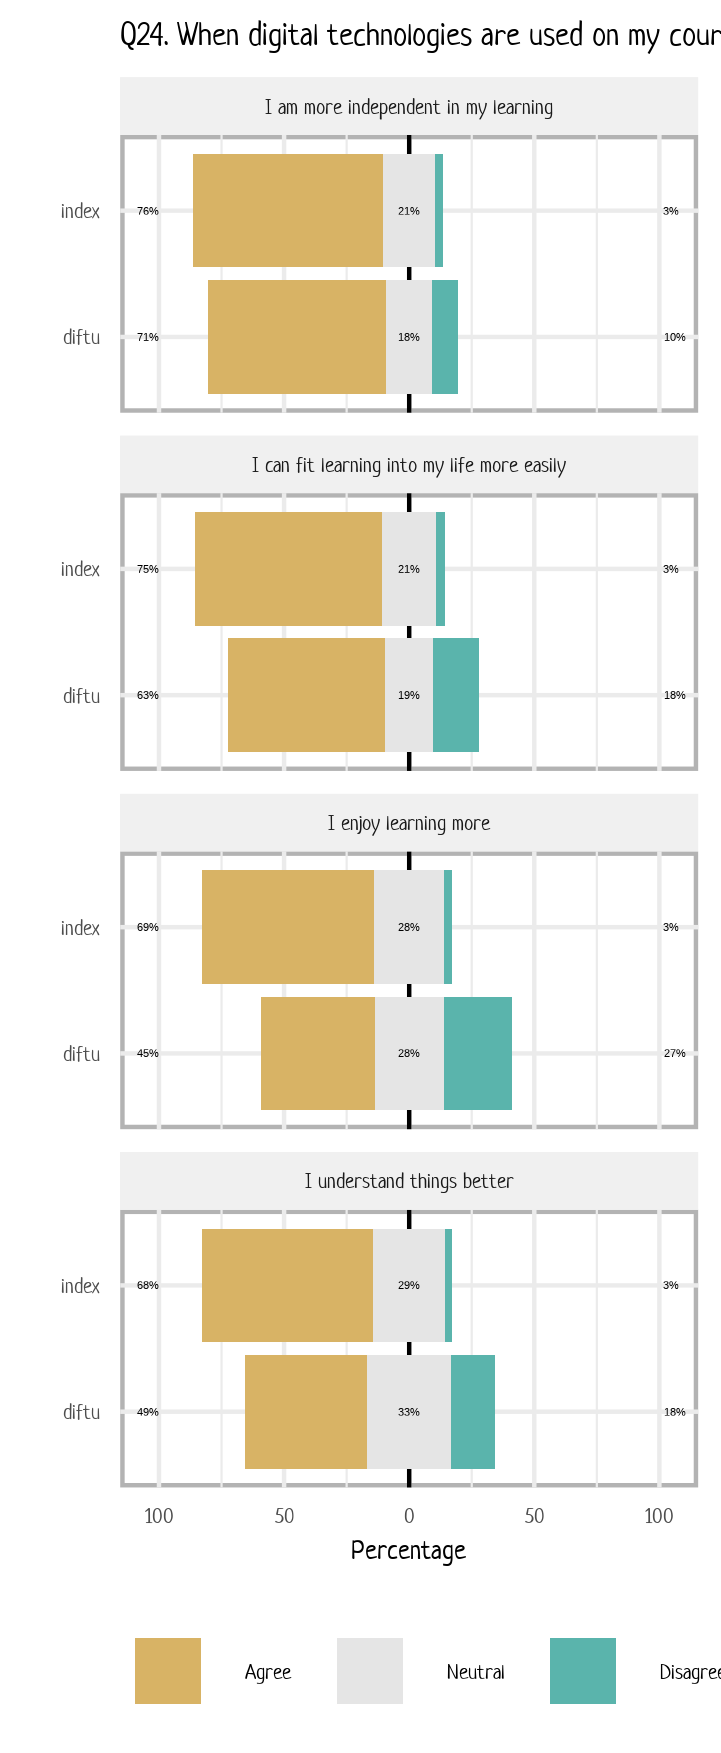 Q24. When digital technologies are used on my cour
I am more independent in my learning
index 76% 21% 3%
diftu 71% 18% 10%
I can fit learning into my life more easily
index 75% 21% 3%
diftu 63% 19% 18%
I enjoy learning more
index 69% 28% 3%
diftu 45% 28% 27%
I understand things better
index 68% 29% 3%
diftu 49% 33% 18%
100 50 0 50 100
Percentage
Agree Neutral Disagree